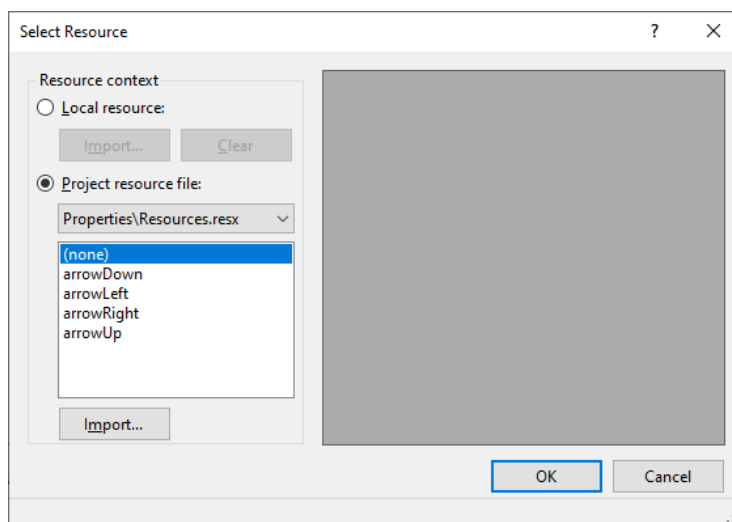 Select Resource
?
Resource context
Local resource:
Import... Clear
Project resource file:
Properties\Resources.resx
(none)
arrowDown
arrowLeft
arrowRight
arrowUp
Import...
OK Cancel